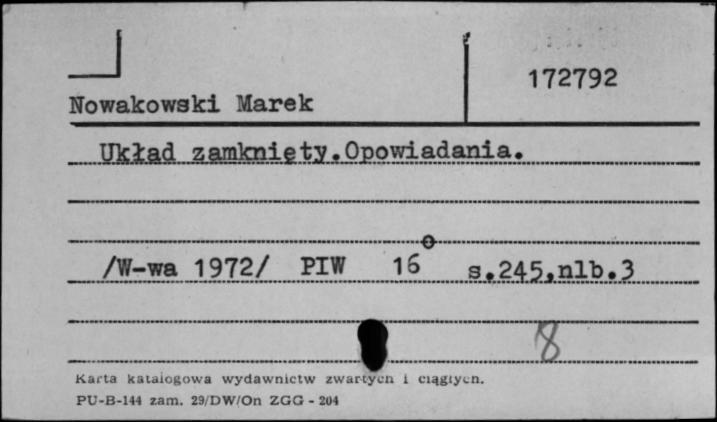 172792
Nowakowski Marek
Układ zamknięty.Opowiadania.
/W-wa 1972/ PIW 16° s.245,nlb.3
8
Karta katalogowa wydawnictw zwartych i ciągłych.
PU-B-144 zam. 29/DW/On ZGG - 204